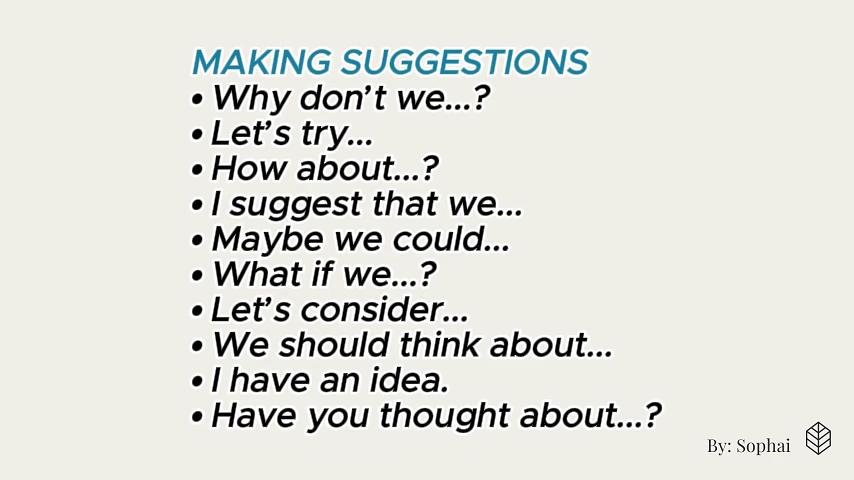 MAKING SUGGESTIONS
• Why don’t we...?
• Let’s try...
• How about...?
• I suggest that we...
• Maybe we could...
• What if we...?
• Let’s consider...
• We should think about...
• I have an idea.
• Have you thought about...?
By: Sophai